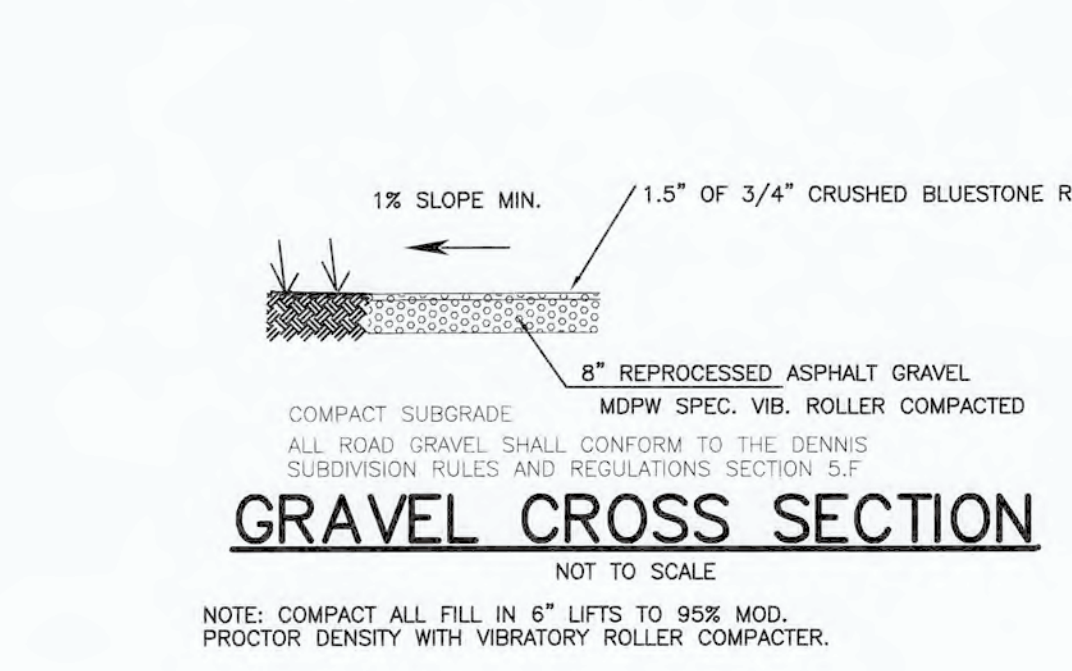 1% SLOPE MIN.
1.5" OF 3/4" CRUSHED BLUESTONE R
8" REPROCESSED ASPHALT GRAVEL
MDPW SPEC. VIB. ROLLER COMPACTED
COMPACT SUBGRADE
ALL ROAD GRAVEL SHALL CONFORM TO THE DENNIS
SUBDIVISION RULES AND REGULATIONS SECTION 5.F
GRAVEL CROSS SECTION
NOT TO SCALE
NOTE: COMPACT ALL FILL IN 6" LIFTS TO 95% MOD.
PROCTOR DENSITY WITH VIBRATORY ROLLER COMPACTER.